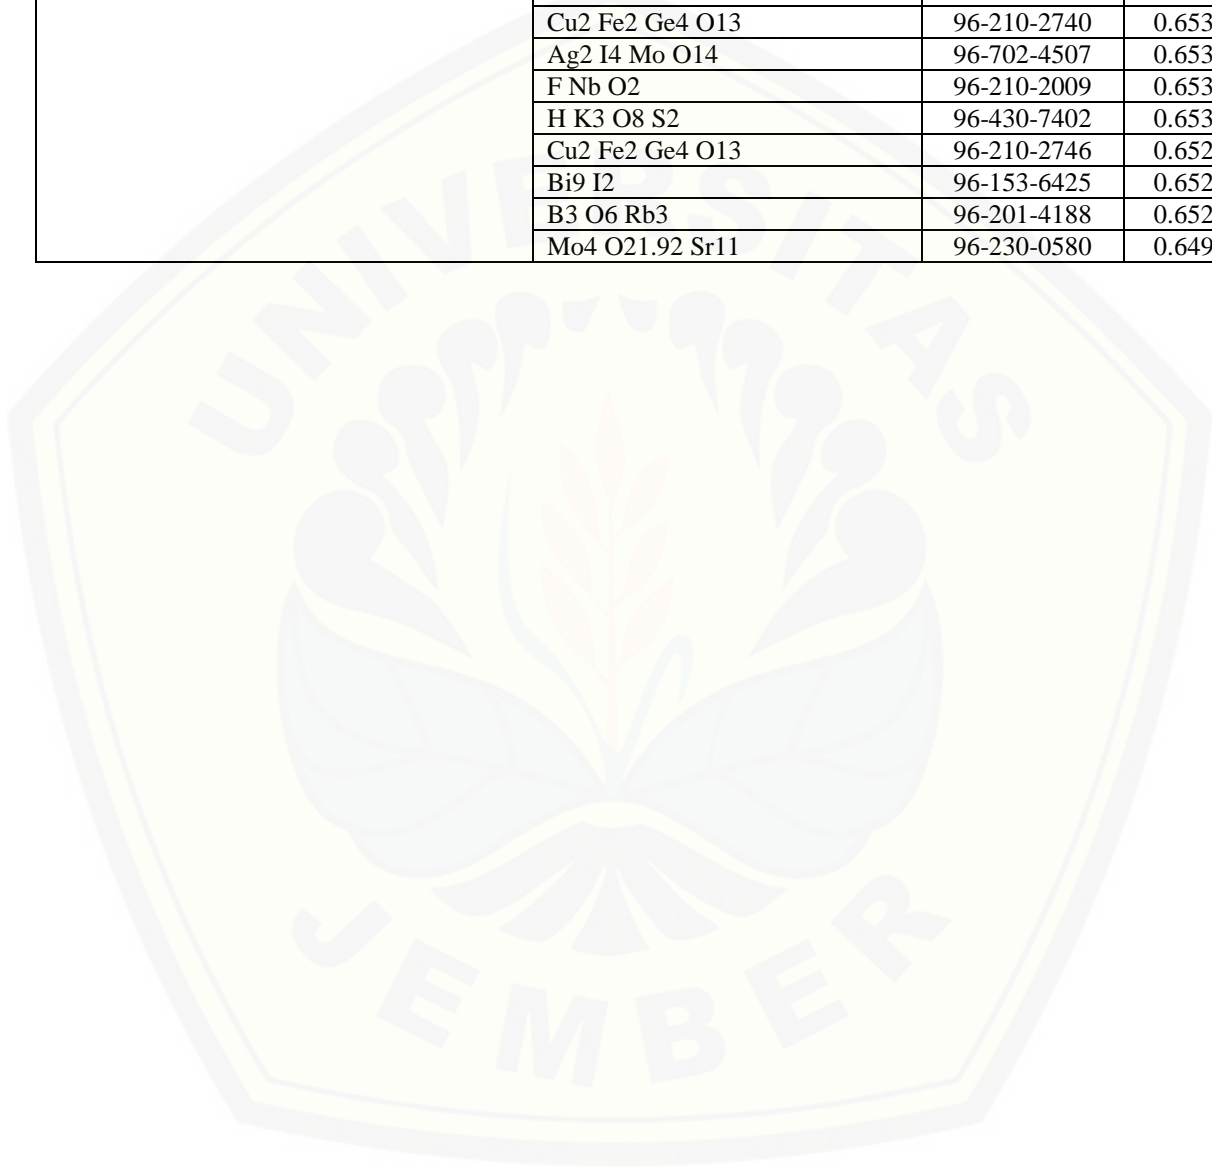 Cu2 Fe2 Ge4 O13 96-210-2740 0.653
Ag2 I4 Mo O14 96-702-4507 0.653
F Nb O2 96-210-2009 0.653
H K3 O8 S2 96-430-7402 0.653
Cu2 Fe2 Ge4 O13 96-210-2746 0.652
Bi9 I2 96-153-6425 0.652
B3 O6 Rb3 96-201-4188 0.652
Mo4 O21.92 Sr11 96-230-0580 0.649
UNIVERSITAS
JEMBER